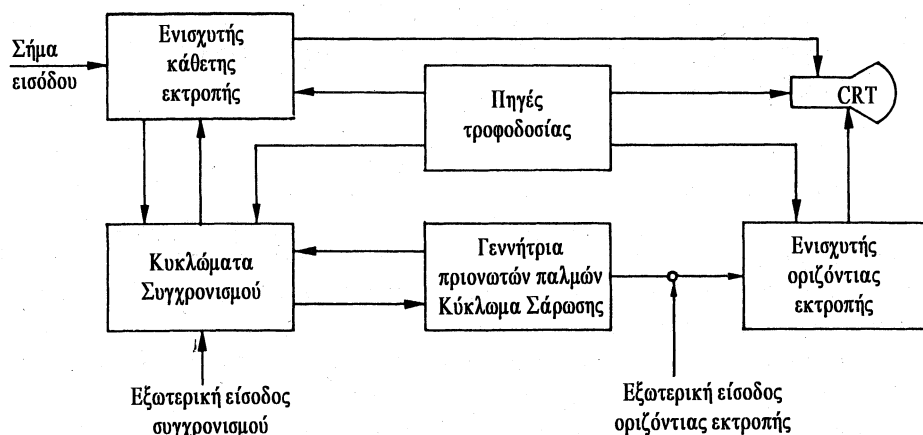 Σήμα
εισόδου
Ενισχυτής
κάθετης
εκτροπής
Πηγές
τροφοδοσίας
CRT
Κυκλώματα
Συγχρονισμού
Γεννήτρια
πριονωτών παλμών
Κύκλωμα Σάρωσης
Ενισχυτής
οριζόντιας
εκτροπής
Εξωτερική είσοδος
συγχρονισμού
Εξωτερική είσοδος
οριζόντιας εκτροπής